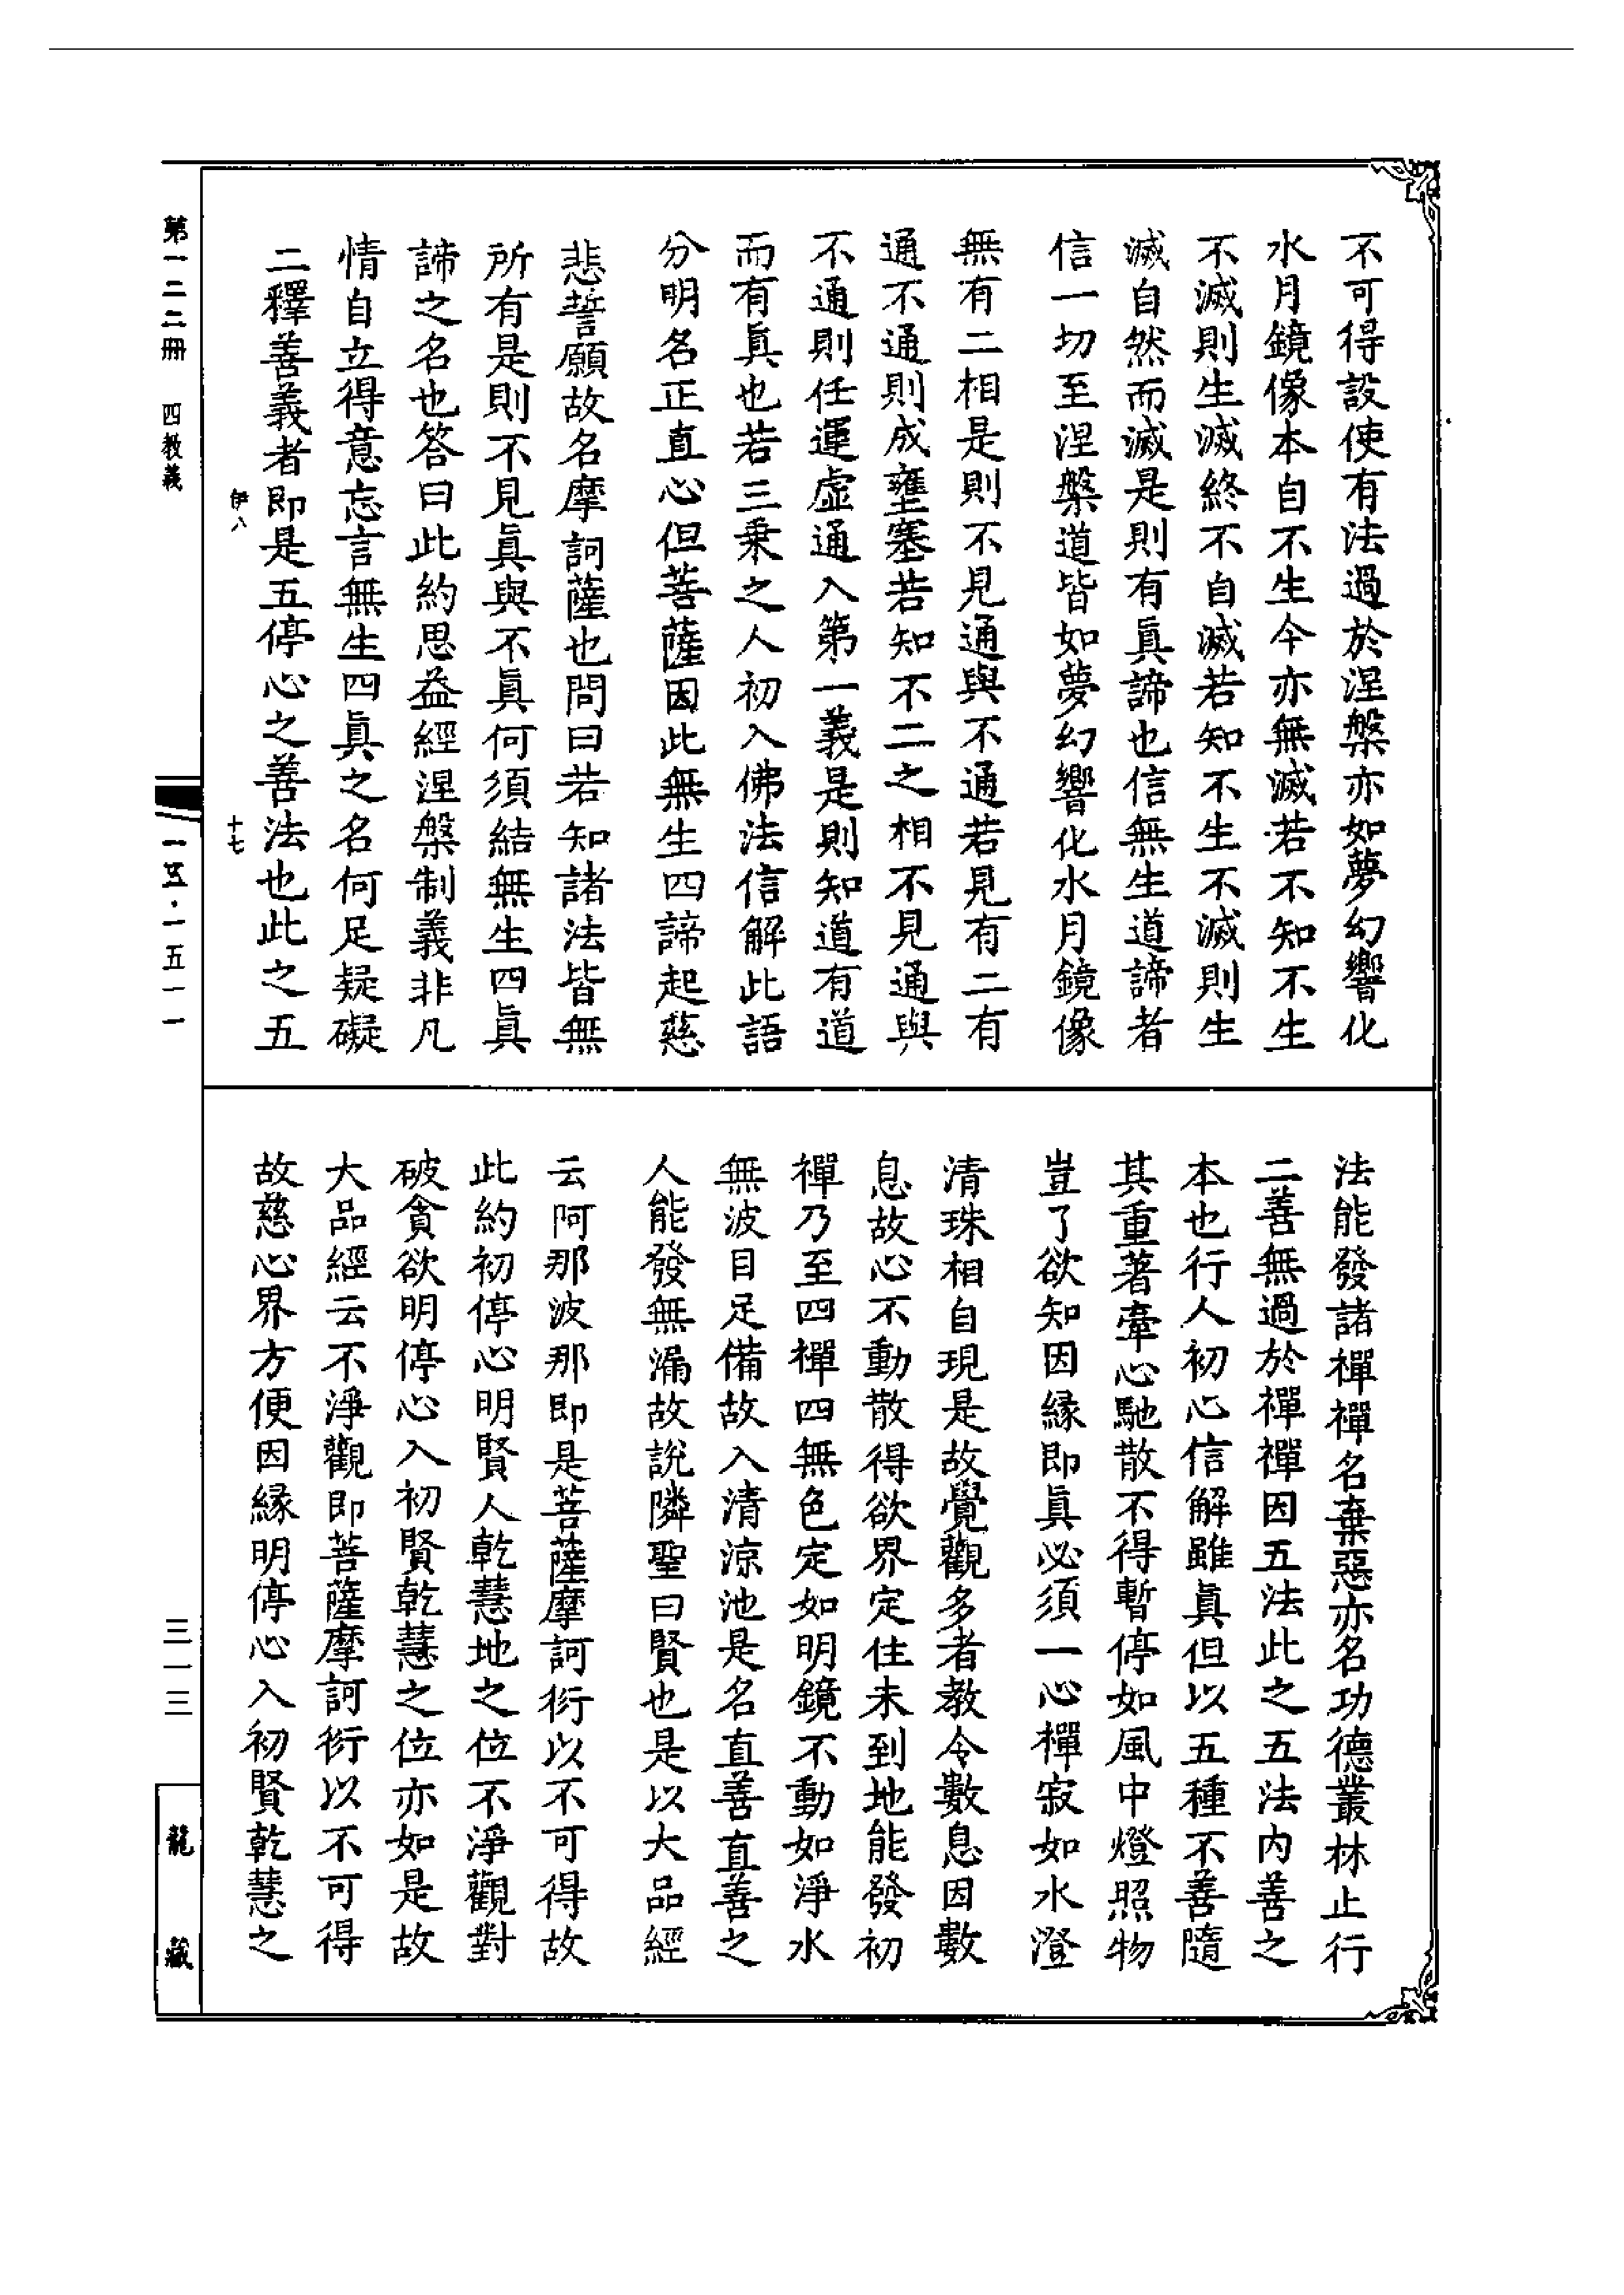 不可得設使有法過於涅槃亦如夢幻響化
水月鏡像本自不生今亦無滅若不知不生
不滅則生滅終不自滅若知不生不滅則生
滅自然而滅是則有眞諦也信無生道諦者
信一切至涅槃道皆如夢幻響化水月鏡像
無有二相是則不見通與不通若見有二有
通不通則成壅塞若知不二之相不見通與
不通則任運虛通入第一義是則知道有道
而有眞也若三乘之人初入佛法信解此語
分明名正直心但菩薩因此無生四諦起慈
悲誓願故名摩訶薩也問曰若知諸法皆無
所有是則不見眞與不眞何須結無生四眞
諦之名也答曰此約思益經涅槃制義非凡
情自立得意忘言無生四眞之名何足疑礙
二釋善義者即是五停心之善法也此之五
伊八
十七
法能發諸禪禪名棄惡亦名功德叢林止行
二善無過於禪禪因五法此之五法內善之
本也行人初心信解雖眞但以五種不善隨
其重著牽心馳散不得暫停如風中燈照物
豈了欲知因緣即眞必須一心禪寂如水澄
清珠相自現是故覺觀多者教令數息因數
息故心不動散得欲界定住未到地能發初
禪乃至四禪四無色定如明鏡不動如淨水
無波目足備故入清涼池是名直善直善之
人能發無漏故說隣聖曰賢也是以大品經
云阿那波那即是菩薩摩訶衍以不可得故
此約初停心明賢人乾慧地之位不淨觀對
破貪欲明停心入初賢乾慧之位亦如是故
大品經云不淨觀即菩薩摩訶衍以不可得
故慈心界方便因緣明停心入初賢乾慧之
第一二二冊 四教義
一五·一五一一
三一三
龍藏